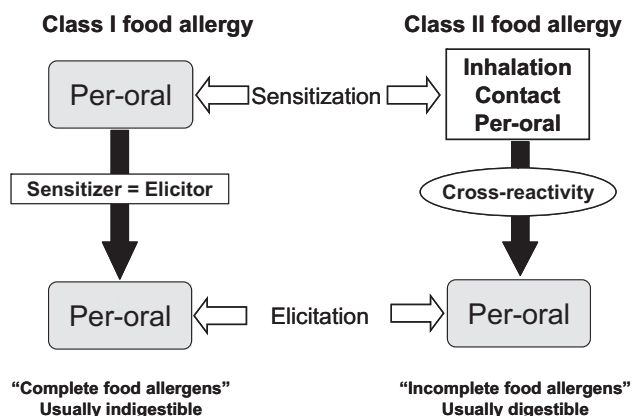 Class I food allergy
Class II food allergy
Per-oral
Sensitization
Inhalation
Contact
Per-oral
Sensitizer = Elicitor
Cross-reactivity
Per-oral
Elicitation
Per-oral
“Complete food allergens”
Usually indigestible
“Incomplete food allergens”
Usually digestible